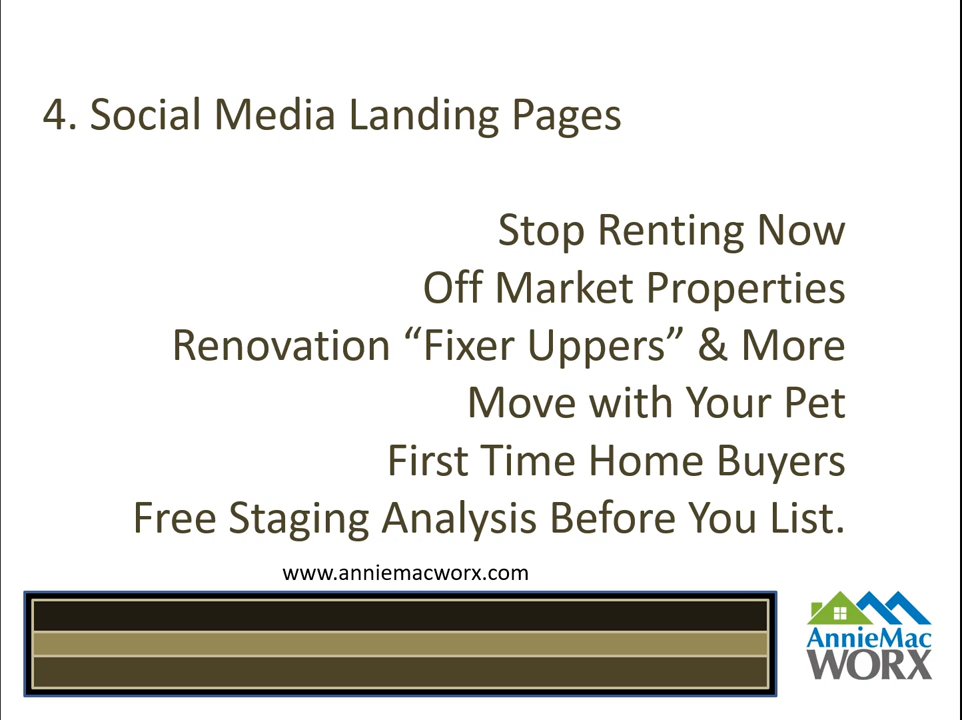 4. Social Media Landing Pages
Stop Renting Now
Off Market Properties
Renovation “Fixer Uppers” & More
Move with Your Pet
First Time Home Buyers
Free Staging Analysis Before You List.
www.anniemacworx.com
AnnieMac
WORX